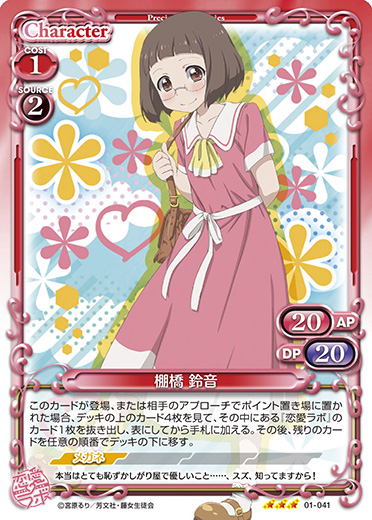 Precious Memories
Character
COST
1
SOURCE
2
20 AP
DP 20
棚橋 鈴音
このカードが登場、または相手のアプローチでポイント置き場に置か
れた場合、デッキの上のカード4枚を見て、その中にある『恋愛ラボ』の
カード1枚を抜き出し、表にしてから手札に加える。その後、残りのカー
ドを任意の順番でデッキの下に移す。
メガネ
本当はとても恥ずかしがり屋で優しいこと……、スズ、知ってますから!
恋愛
ラボ
©宮原るり/芳文社・藤女生徒会
★★★ 01-041